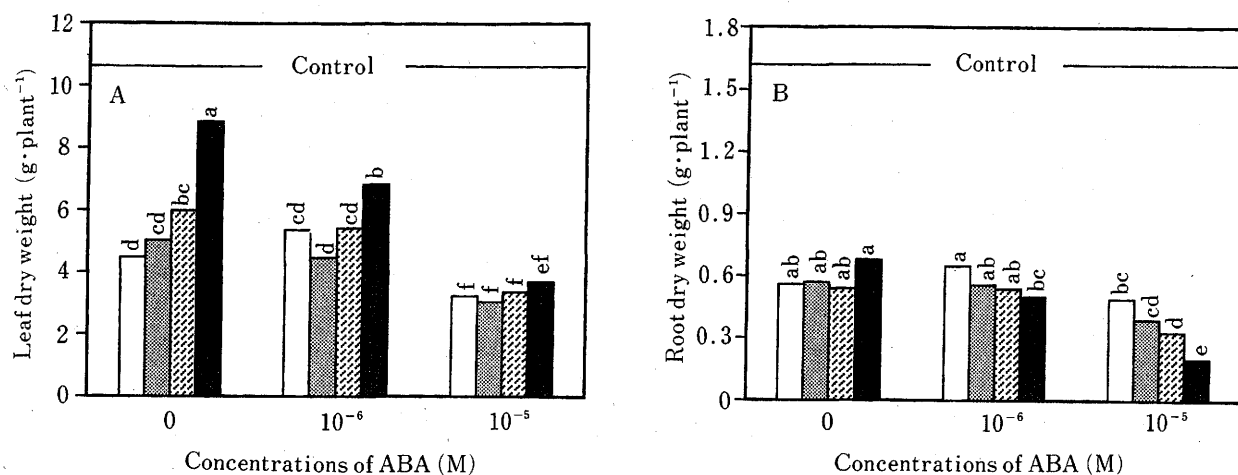 12
10
8
6
4
2
0
Leaf dry weight (g·plant⁻¹)
Control
A
d
cd
bc
a
cd
d
cd
b
f
f
f
ef
0
10⁻⁶
10⁻⁵
Concentrations of ABA (M)
1.8
1.5
1.2
0.9
0.6
0.3
0
Root dry weight (g·plant⁻¹)
Control
B
ab
ab
ab
a
a
ab
ab
bc
bc
cd
d
e
0
10⁻⁶
10⁻⁵
Concentrations of ABA (M)